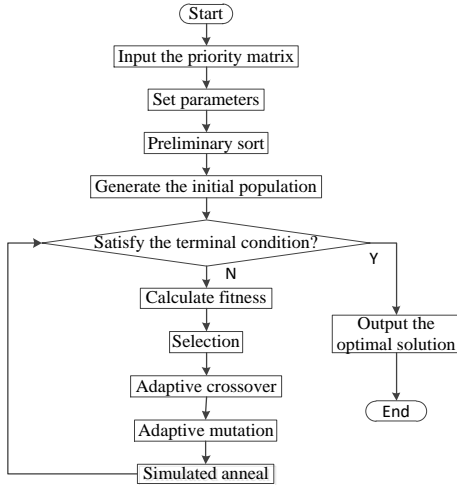 Start
Input the priority matrix
Set parameters
Preliminary sort
Generate the initial population
Satisfy the terminal condition?
N
Y
Calculate fitness
Selection
Adaptive crossover
Adaptive mutation
Simulated anneal
Output the
optimal solution
End